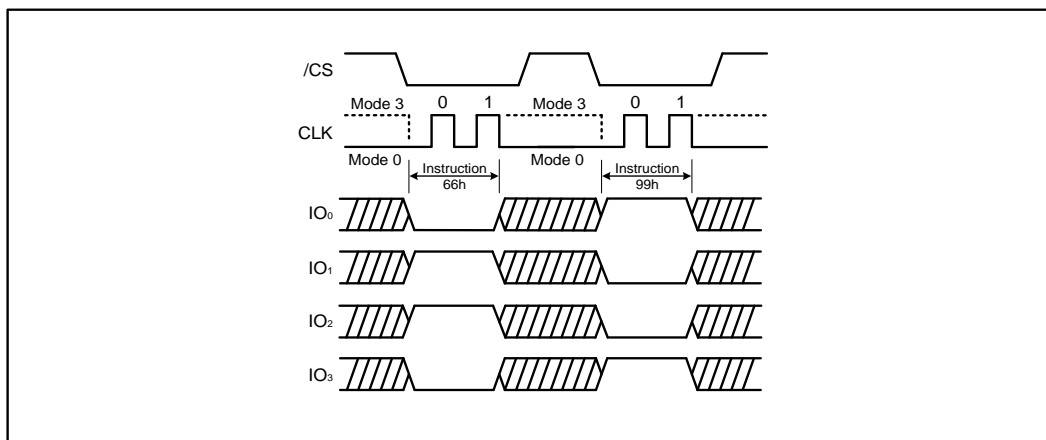 /CS
Mode 3 0 1 Mode 3 0 1
CLK
Mode 0 Mode 0
Instruction Instruction
66h 99h
IO₀
IO₁
IO₂
IO₃